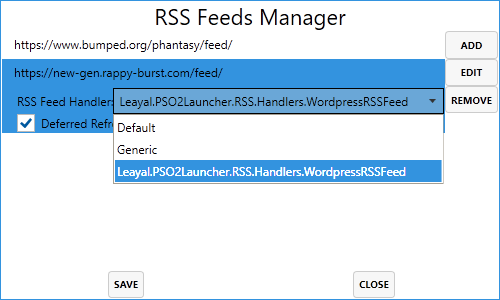 RSS Feeds Manager
https://www.bumped.org/phantasy/feed/
ADD
https://new-gen.rappy-burst.com/feed/
EDIT
RSS Feed Handler: Leayal.PSO2Launcher.RSS.Handlers.WordpressRSSFeed
REMOVE
Deferred Refr
Default
Generic
Leayal.PSO2Launcher.RSS.Handlers.WordpressRSSFeed
SAVE
CLOSE